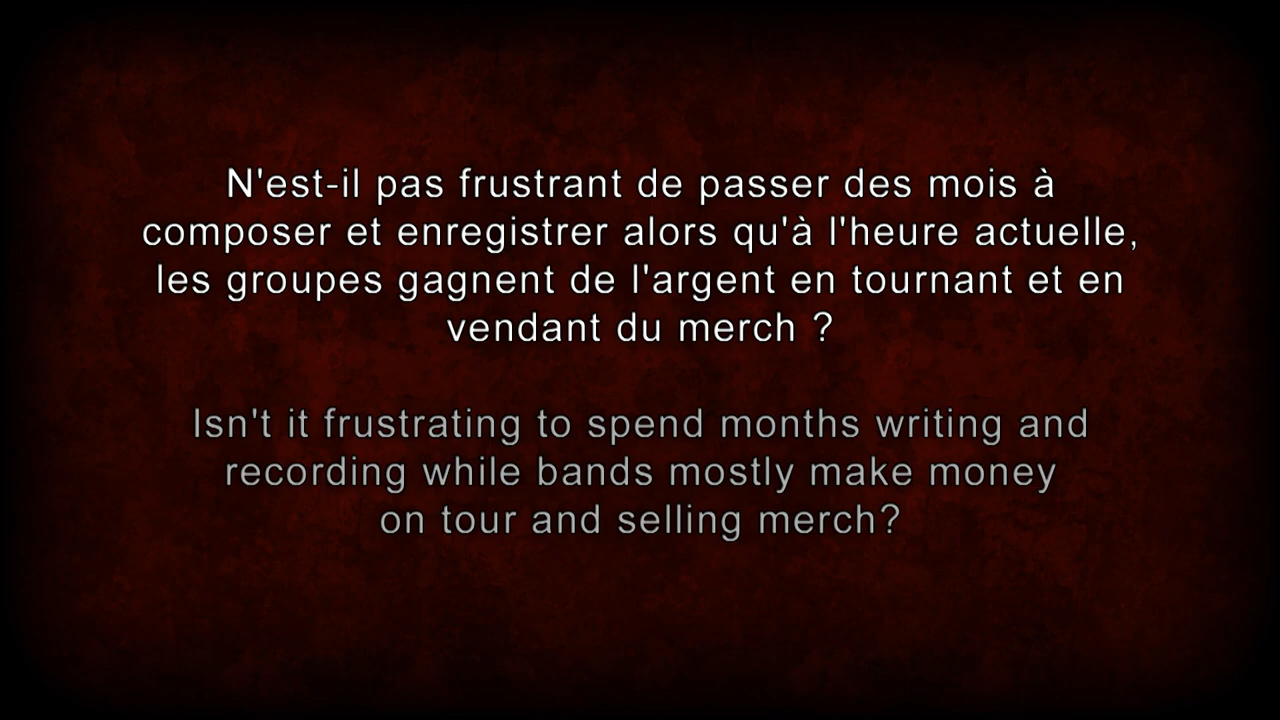 N'est-il pas frustrant de passer des mois à
composer et enregistrer alors qu'à l'heure actuelle,
les groupes gagnent de l'argent en tournant et en
vendant du merch ?
Isn't it frustrating to spend months writing and
recording while bands mostly make money
on tour and selling merch?